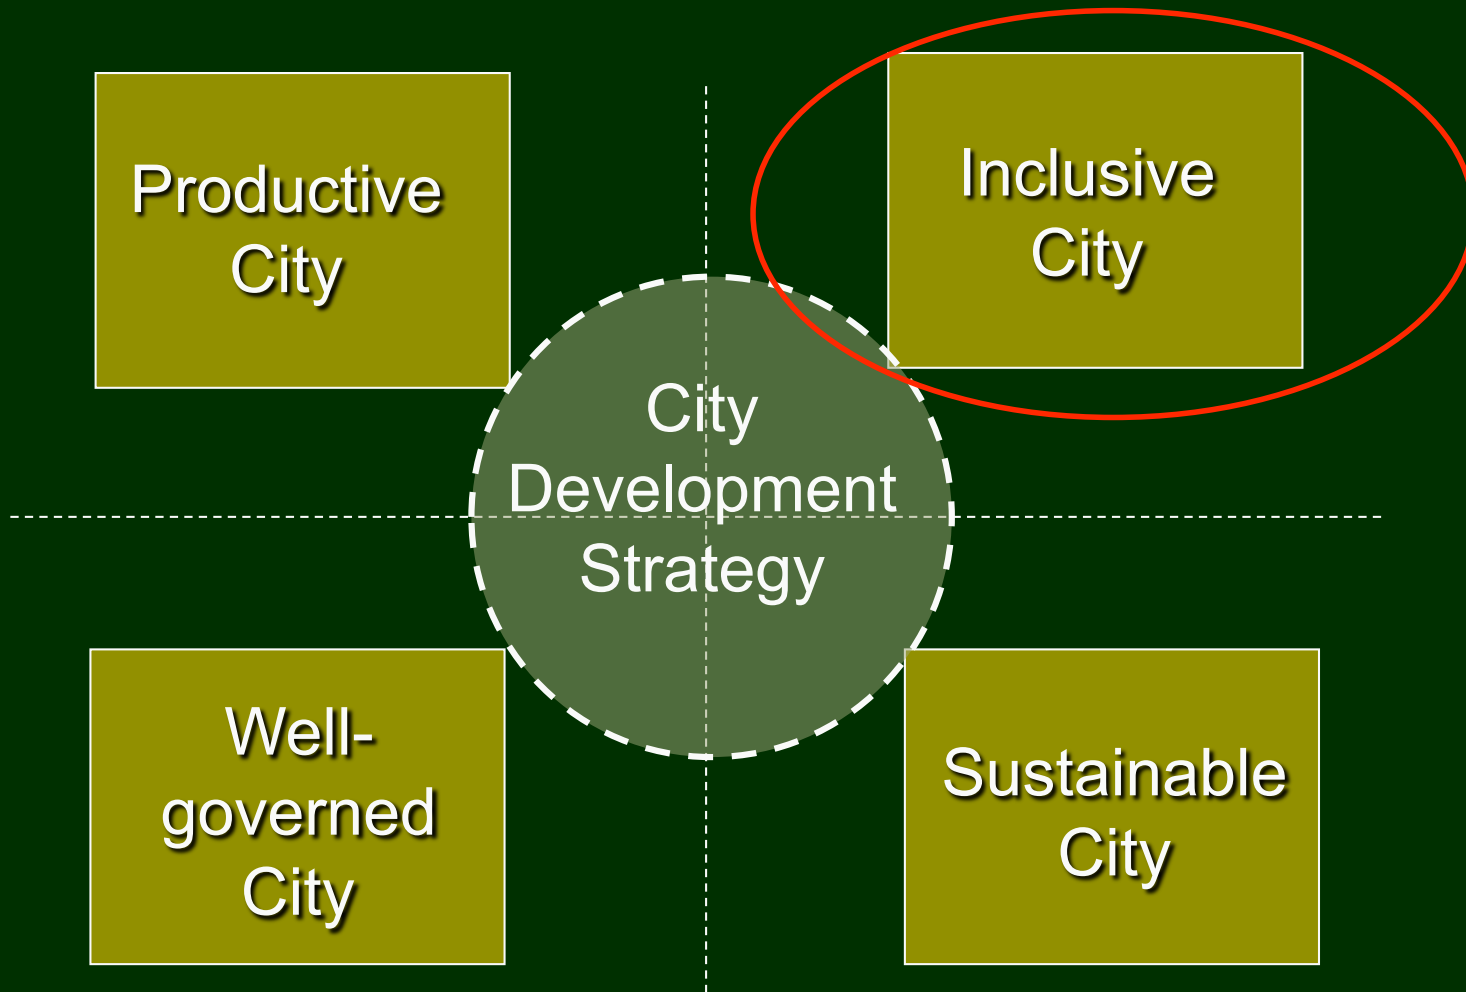 Productive
City
Inclusive
City
City
Development
Strategy
Well-
governed
City
Sustainable
City